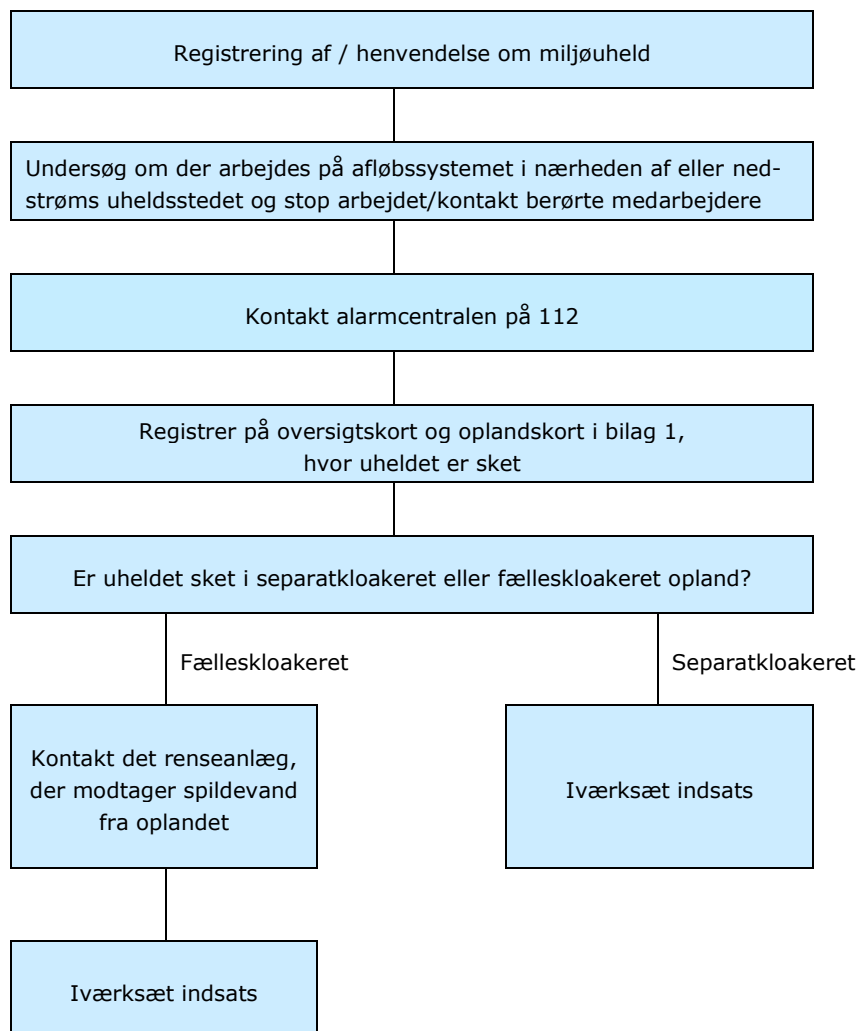 Registrering af / henvendelse om miljøuheld
Undersøg om der arbejdes på afløbssystemet i nærheden af eller ned-
strøms uheldsstedet og stop arbejdet/kontakt berørte medarbejdere
Kontakt alarmcentralen på 112
Registrer på oversigtskort og oplandskort i bilag 1,
hvor uheldet er sket
Er uheldet sket i separatkloakeret eller fælleskloakeret opland?
Fælleskloakeret
Separatkloakeret
Kontakt det renseanlæg,
der modtager spildevand
fra oplandet
Iværksæt indsats
Iværksæt indsats